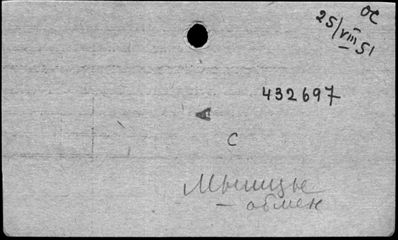 ОС
25/VIII 51
432697
A
С
Мышцы
– обмен